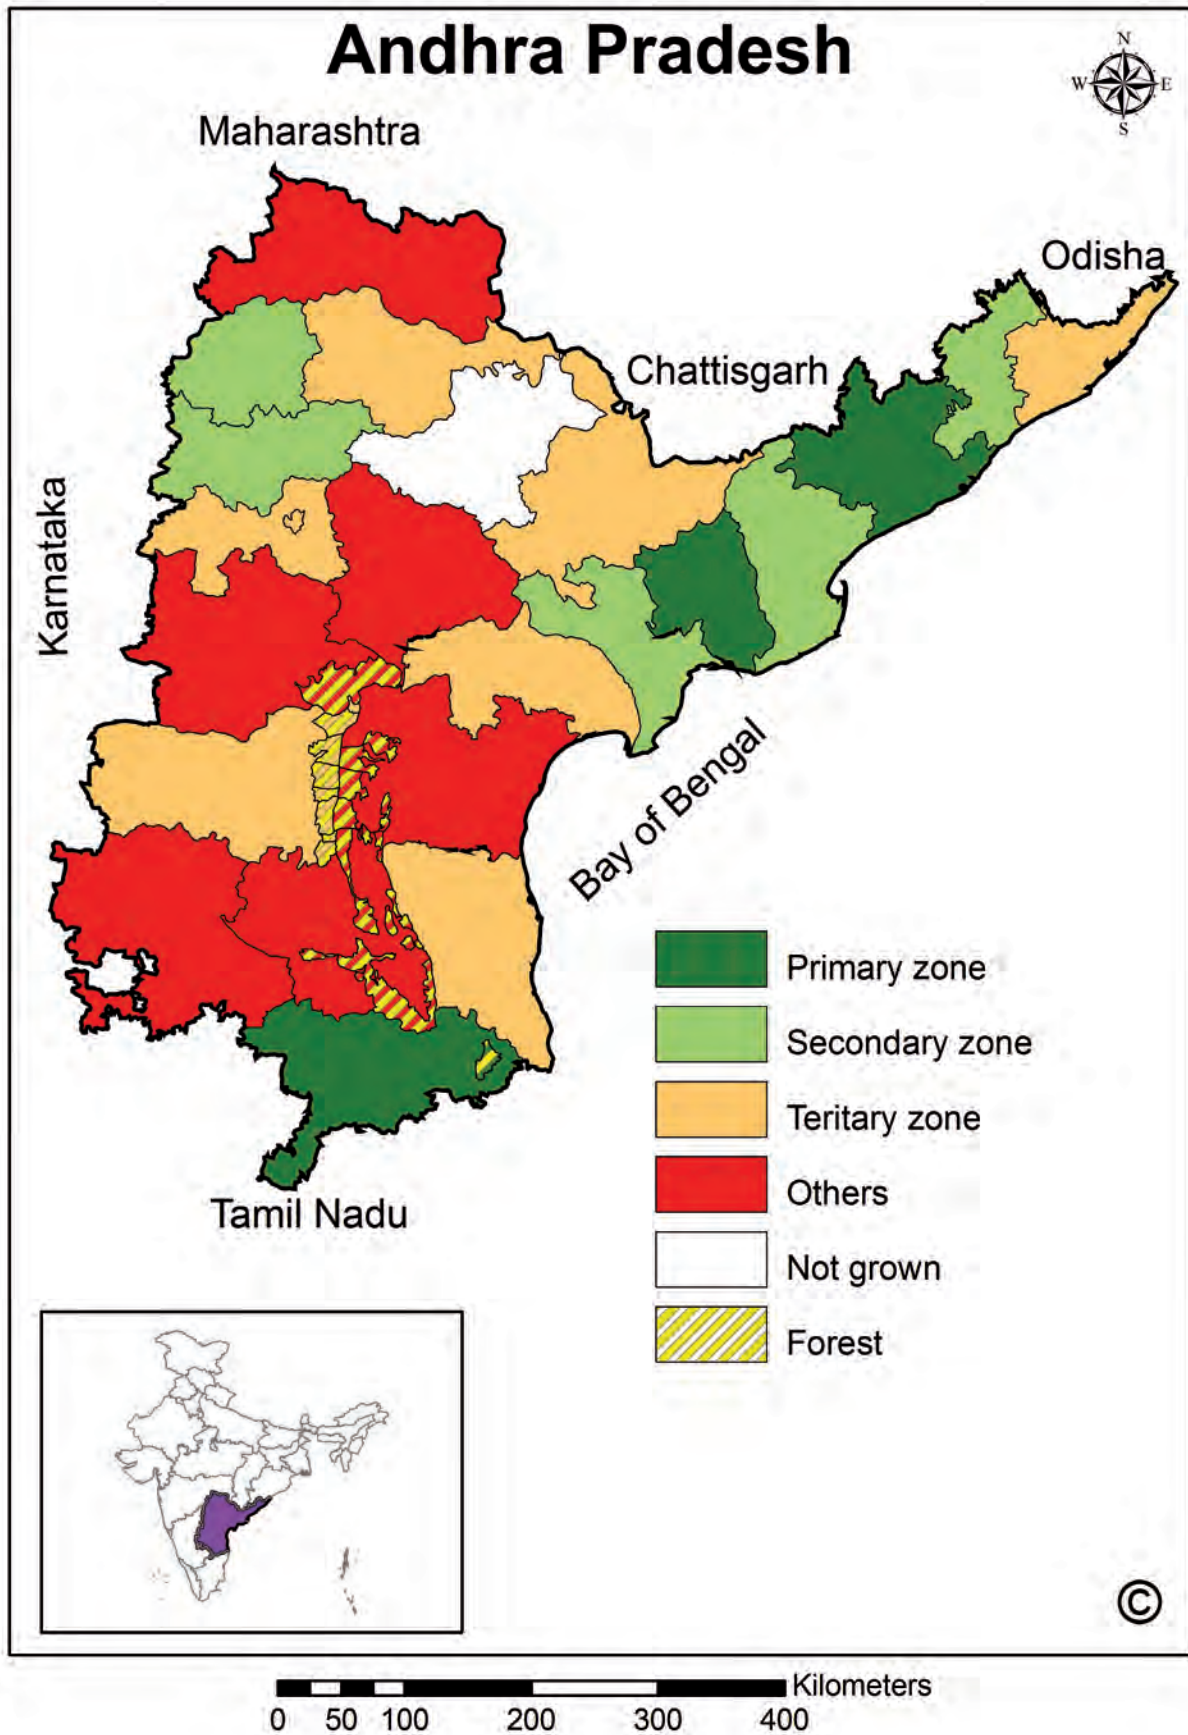 Andhra Pradesh
N
W
E
S
Maharashtra
Odisha
Chattisgarh
Karnataka
Bay of Bengal
Primary zone
Secondary zone
Teritary zone
Others
Not grown
Forest
Tamil Nadu
©
Kilometers
0 50 100 200 300 400